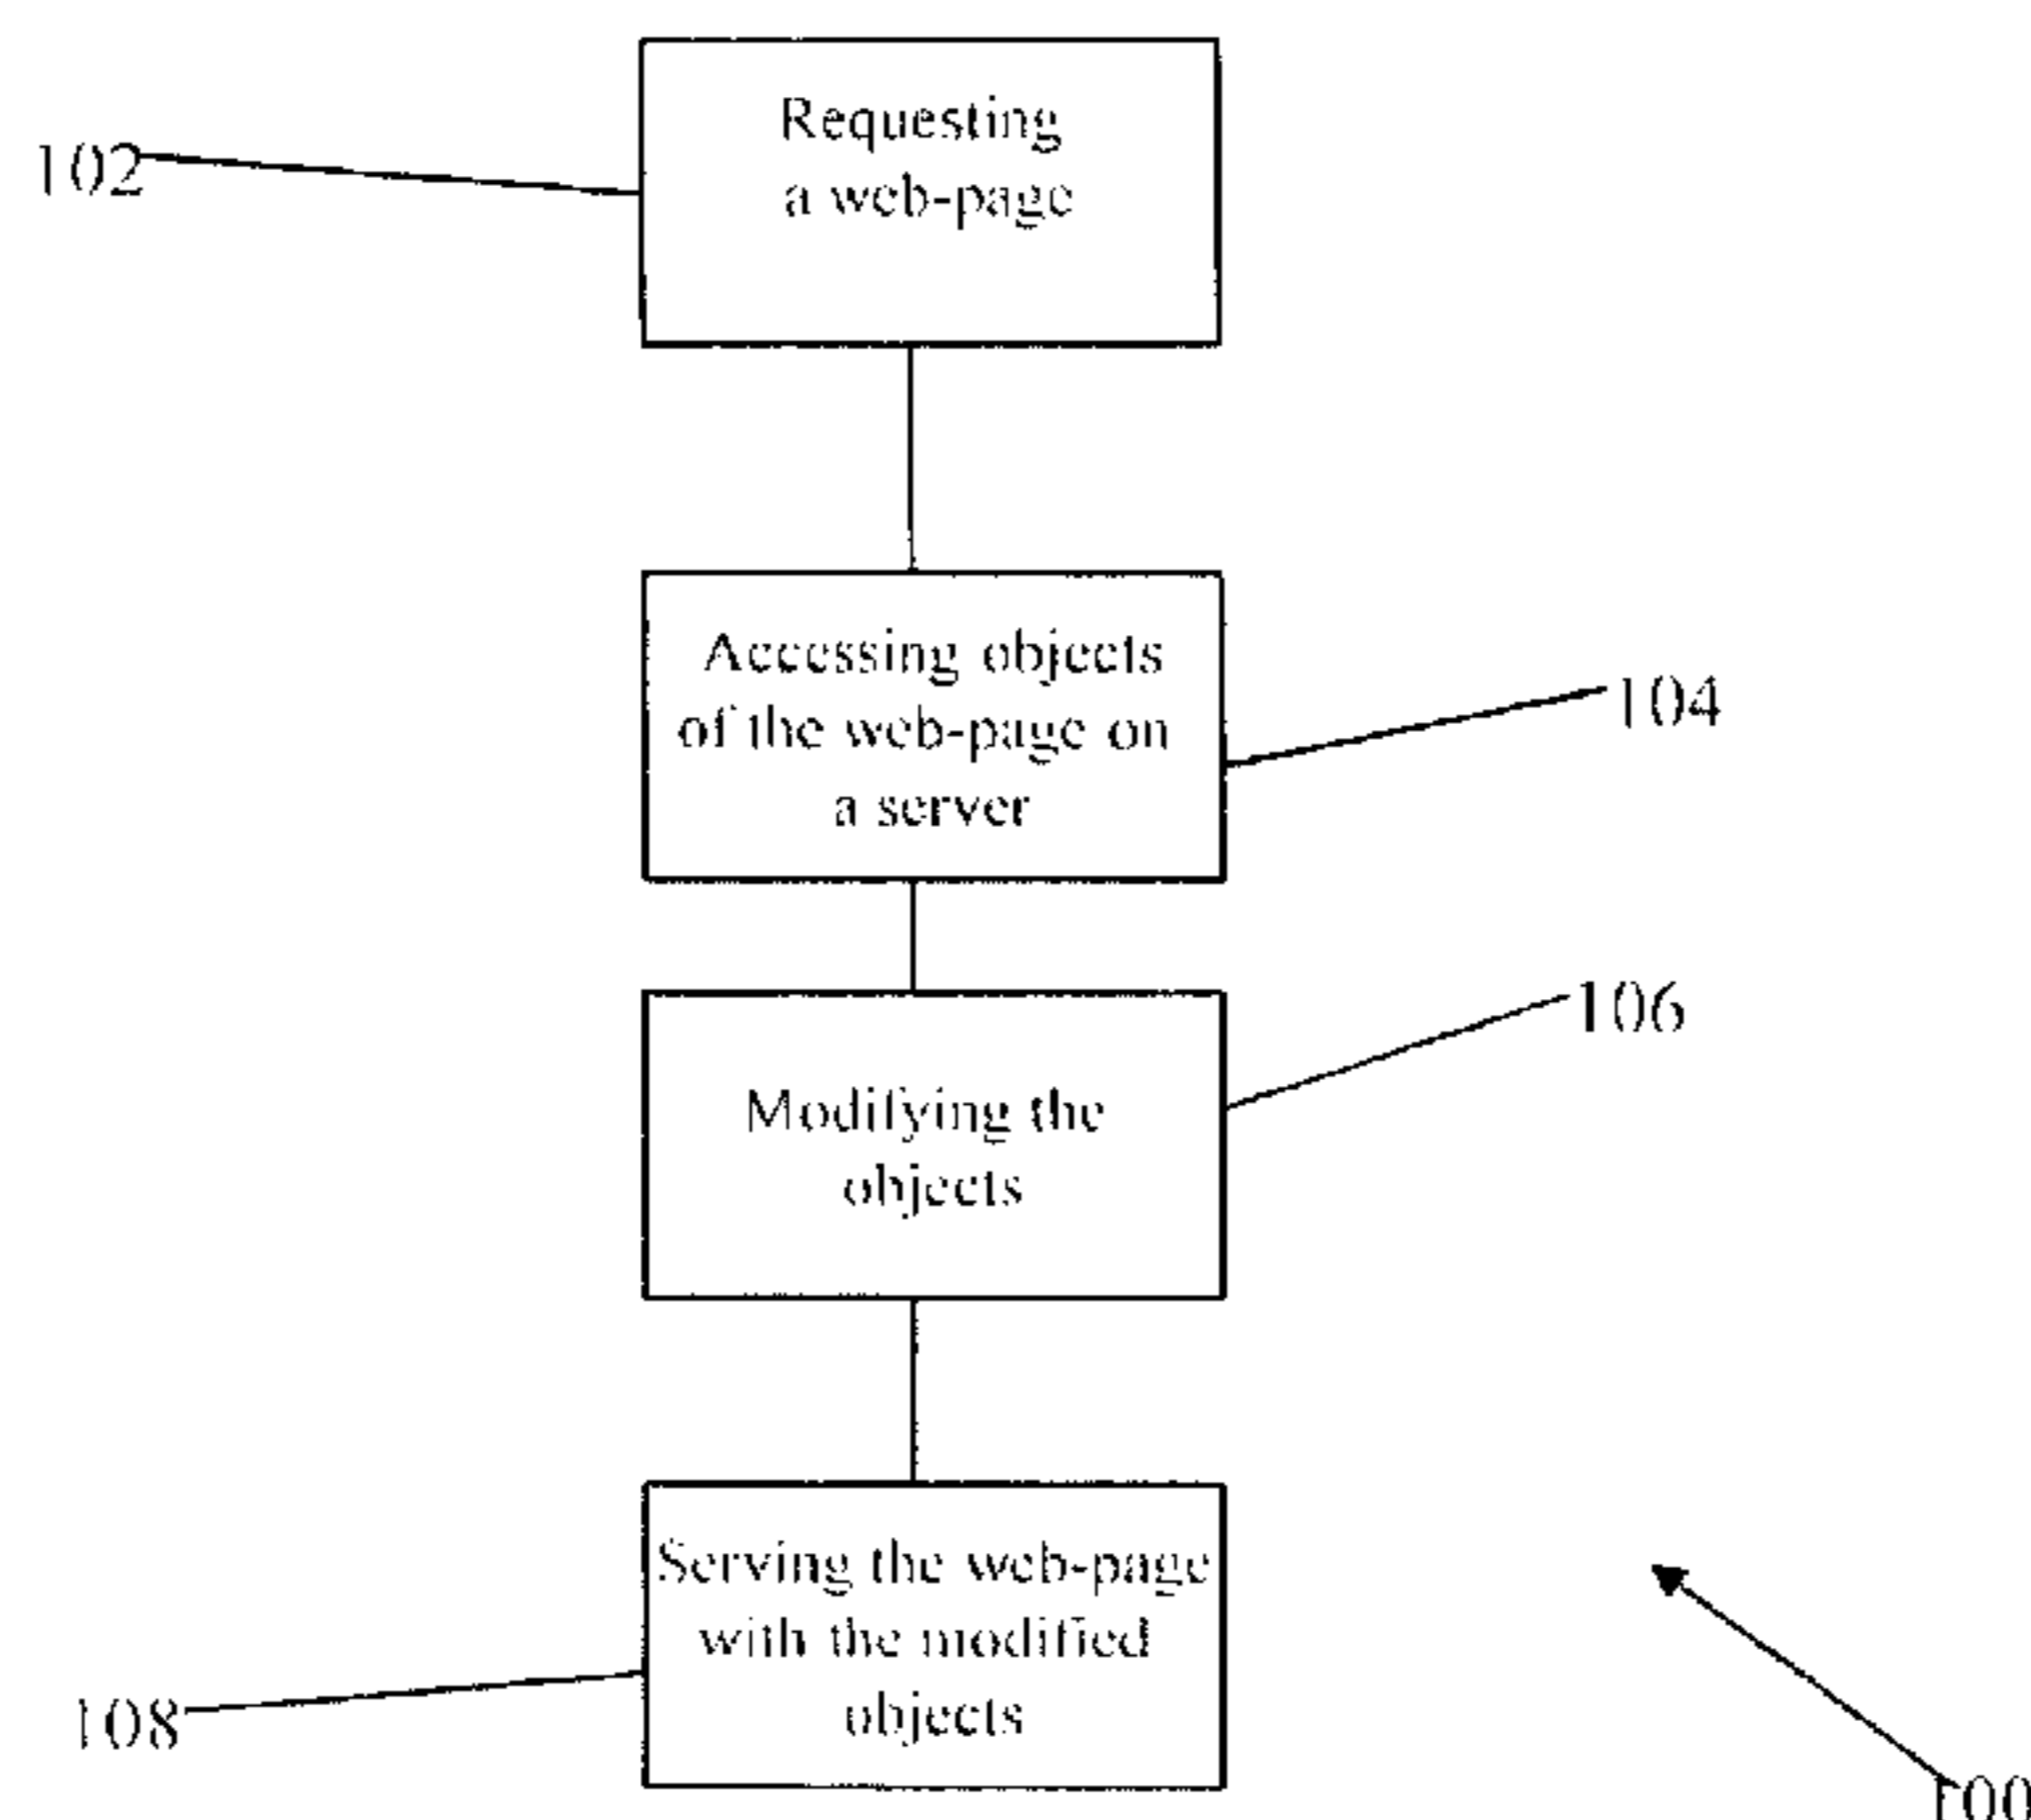 Requesting
a web-page
102
Accessing objects
of the web-page on
a server
104
106
Modifying the
objects
Serving the web-page
with the modified
objects
108
100